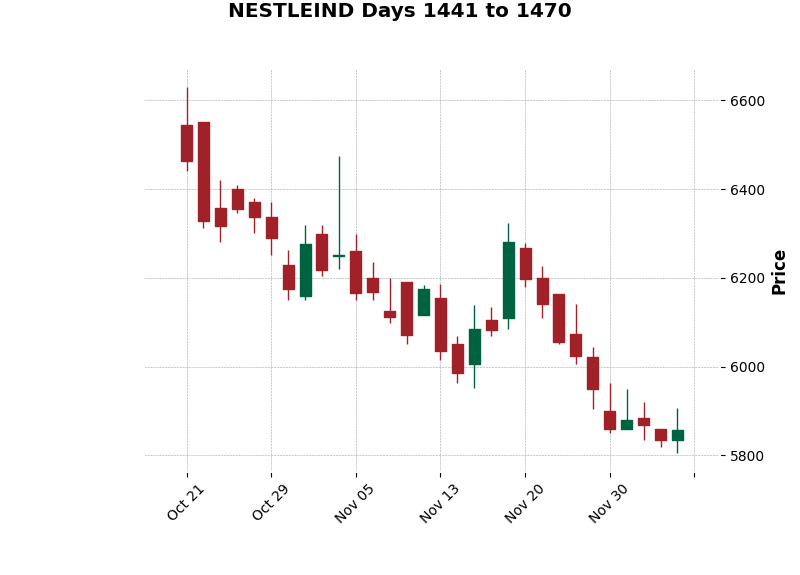 NESTLEIND Days 1441 to 1470
6600
6400
6200
6000
5800
Price
Oct 21
Oct 29
Nov 05
Nov 13
Nov 20
Nov 30